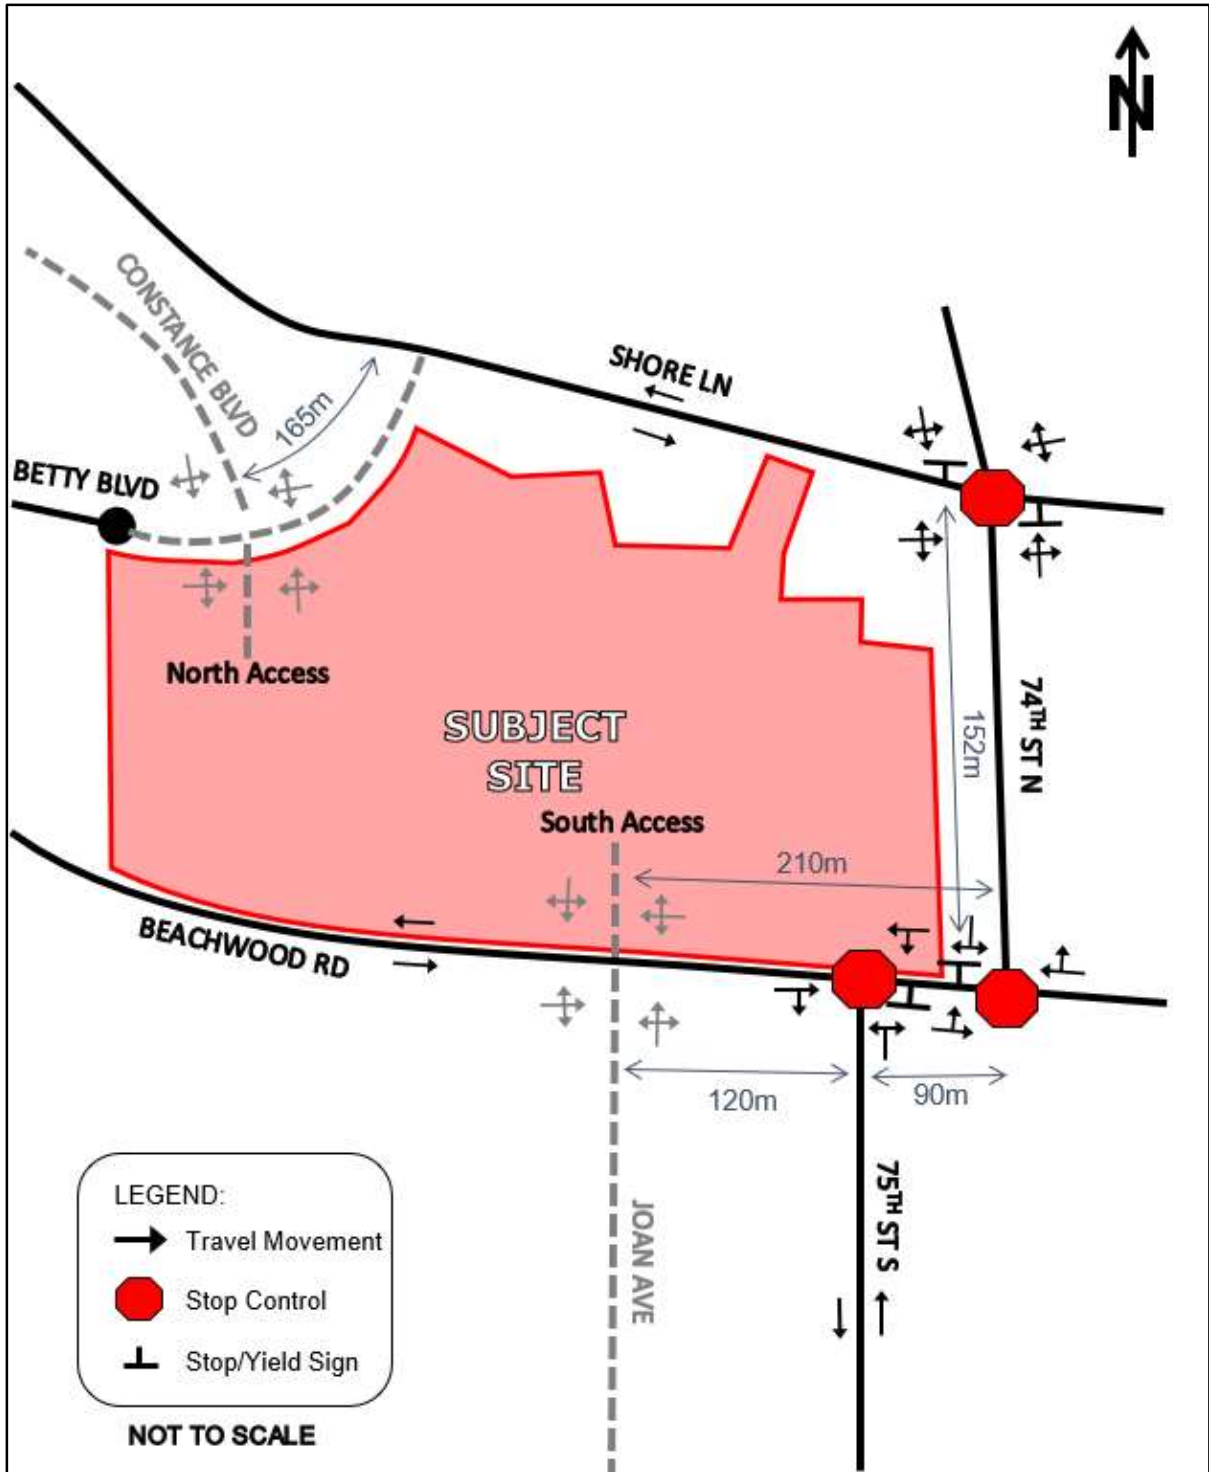 N
CONSTANCE BLVD
SHORE LN
165m
BETTY BLVD
North Access
74TH ST N
SUBJECT
SITE
152m
South Access
210m
BEACHWOOD RD
120m
90m
75TH ST S
JOAN AVE
LEGEND:
Travel Movement
Stop Control
Stop/Yield Sign
NOT TO SCALE